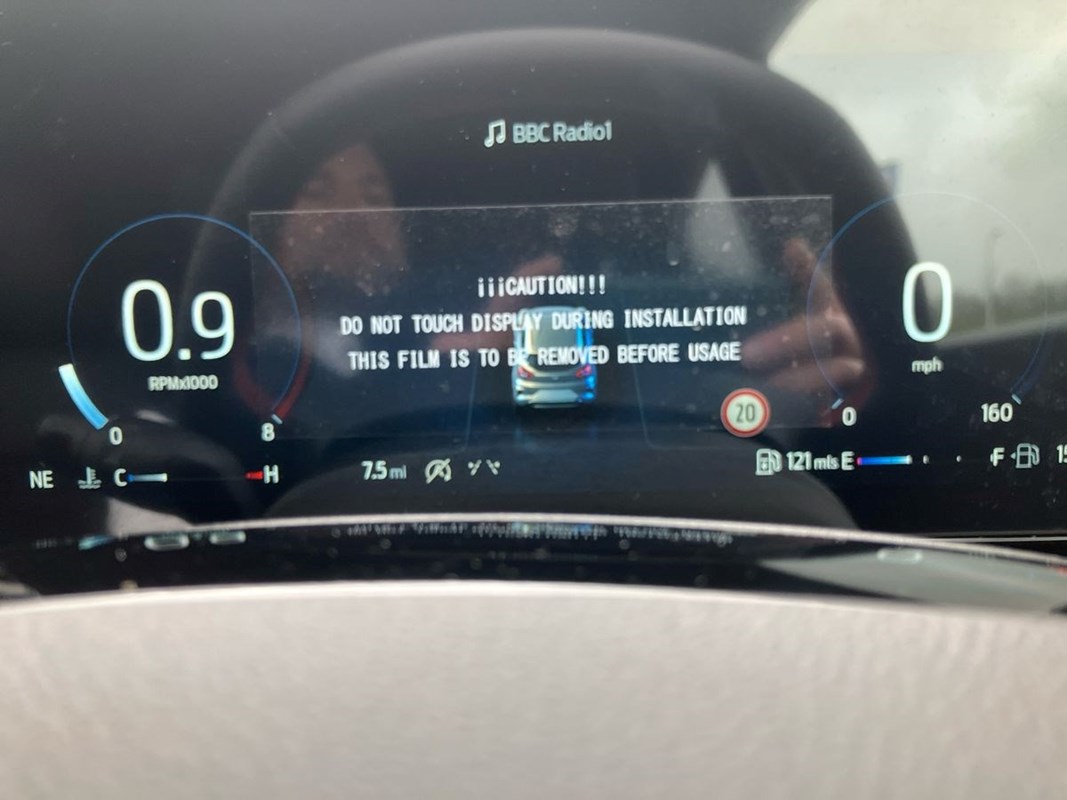 BBC Radio1
¡¡¡CAUTION!!!
DO NOT TOUCH DISPLAY DURING INSTALLATION
THIS FILM IS TO BE REMOVED BEFORE USAGE
0.9
RPMx1000
0
8
0
mph
0
160
20
NE
C
H
7.5 mi
121 mls E
F
15